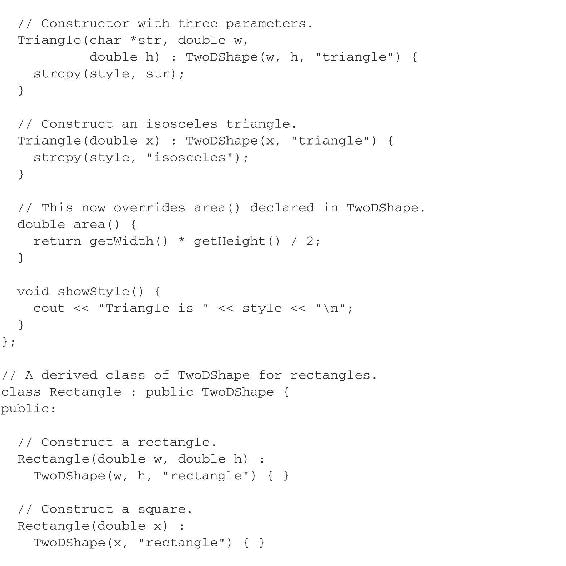 // Constructor with three parameters.
  Triangle(char *str, double w,
           double h) : TwoDShape(w, h, "triangle") {
    strcpy(style, str);
  }

  // Construct an isosceles triangle.
  Triangle(double x) : TwoDShape(x, "triangle") {
    strcpy(style, "isosceles");
  }

  // This now overrides area() declared in TwoDShape.
  double area() {
    return getWidth() * getHeight() / 2;
  }

  void showStyle() {
    cout << "Triangle is " << style << "\n";
  }
};

// A derived class of TwoDShape for rectangles.
class Rectangle : public TwoDShape {
public:

  // Construct a rectangle.
  Rectangle(double w, double h) :
    TwoDShape(w, h, "rectangle") { }

  // Construct a square.
  Rectangle(double x) :
    TwoDShape(x, "rectangle") { }